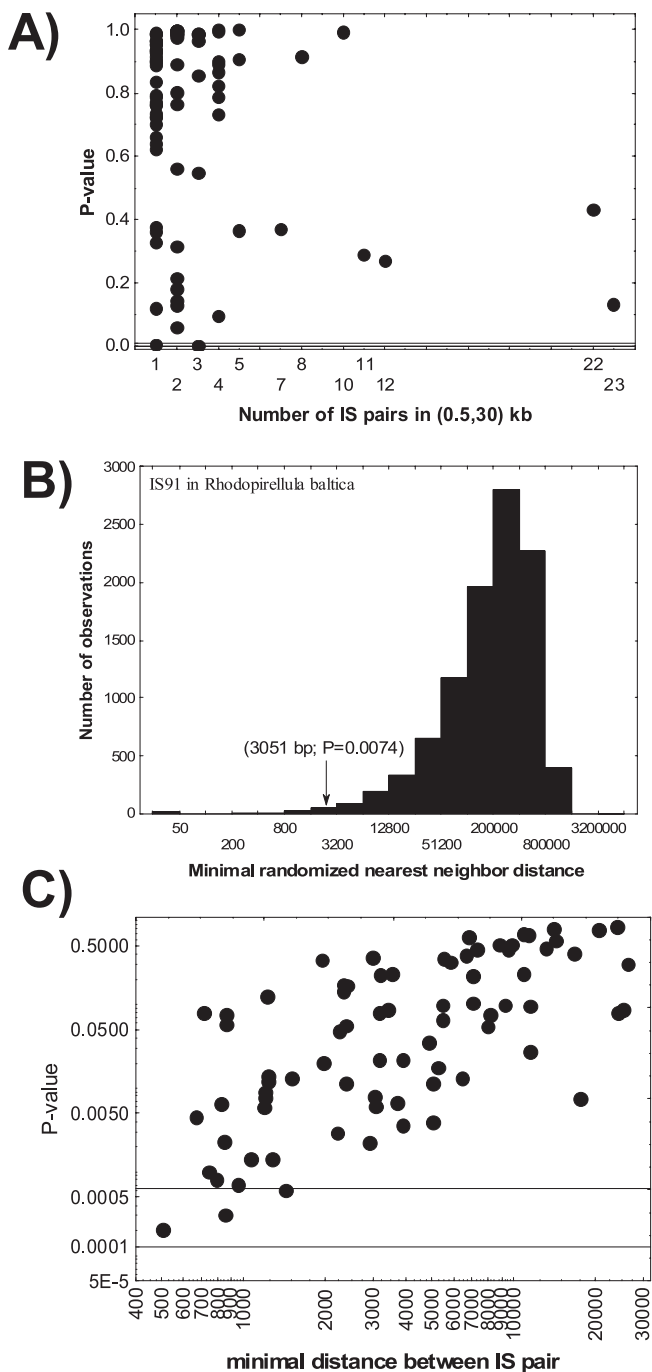 A)
P-value
1.0
0.8
0.6
0.4
0.2
0.0
1 3 5 8 11 22
2 4 7 10 12 23
Number of IS pairs in (0.5,30) kb
B)
IS91 in Rhodopirellula baltica
Number of observations
3000
2500
2000
1500
1000
500
0
(3051 bp; P=0.0074)
50 800 12800 200000 3200000
200 3200 51200 800000
Minimal randomized nearest neighbor distance
C)
P-value
0.5000
0.0500
0.0050
0.0005
0.0001
5E-5
400 500 600 700 800 900 1000 2000 3000 4000 5000 6000 7000 8000 9000 10000 20000 30000
minimal distance between IS pair